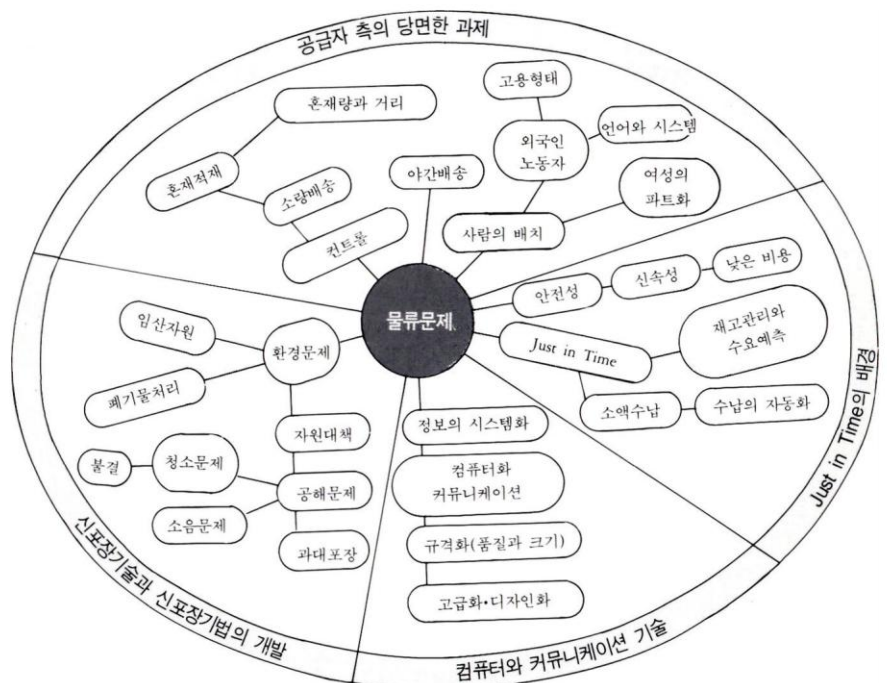 공급자 측의 당면한 과제
고용형태
혼재량과 거리
외국인
노동자
언어와 시스템
야간배송
여성의
파트화
혼재적재
소량배송
컨트롤
사람의 배치
물류문제
안전성
신속성
낮은 비용
Just in Time
재고관리와
수요예측
소액수납
수납의 자동화
Just in Time의 배경
임산자원
환경문제
폐기물처리
자원대책
불결
청소문제
공해문제
소음문제
과대포장
신포장기술과 신포장기법의 개발
정보의 시스템화
컴퓨터화
커뮤니케이션
규격화(품질과 크기)
고급화•디자인화
컴퓨터와 커뮤니케이션 기술